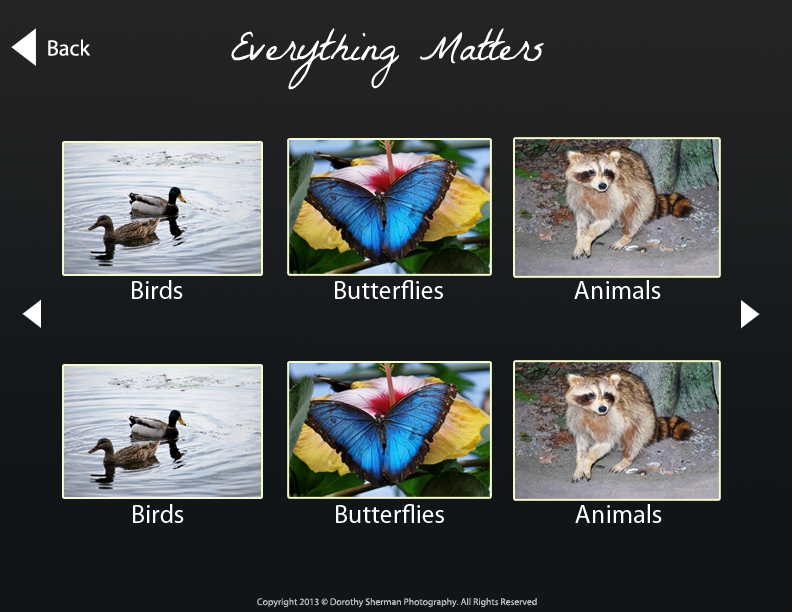 Back
Everything Matters
Birds
Butterflies
Animals
Birds
Butterflies
Animals
Copyright 2013 © Dorothy Sherman Photography. All Rights Reserved